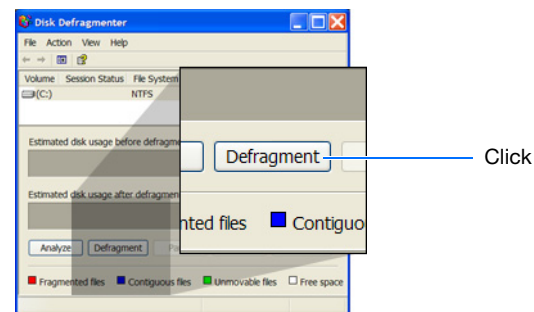 Disk Defragmenter
File Action View Help
Volume Session Status File System
(C:) NTFS
Estimated disk usage before defragme
Defragment
Click
Estimated disk usage after defragmen
nted files Contiguo
Analyze Defragment Pa
Fragmented files Contiguous files Unmovable files Free space